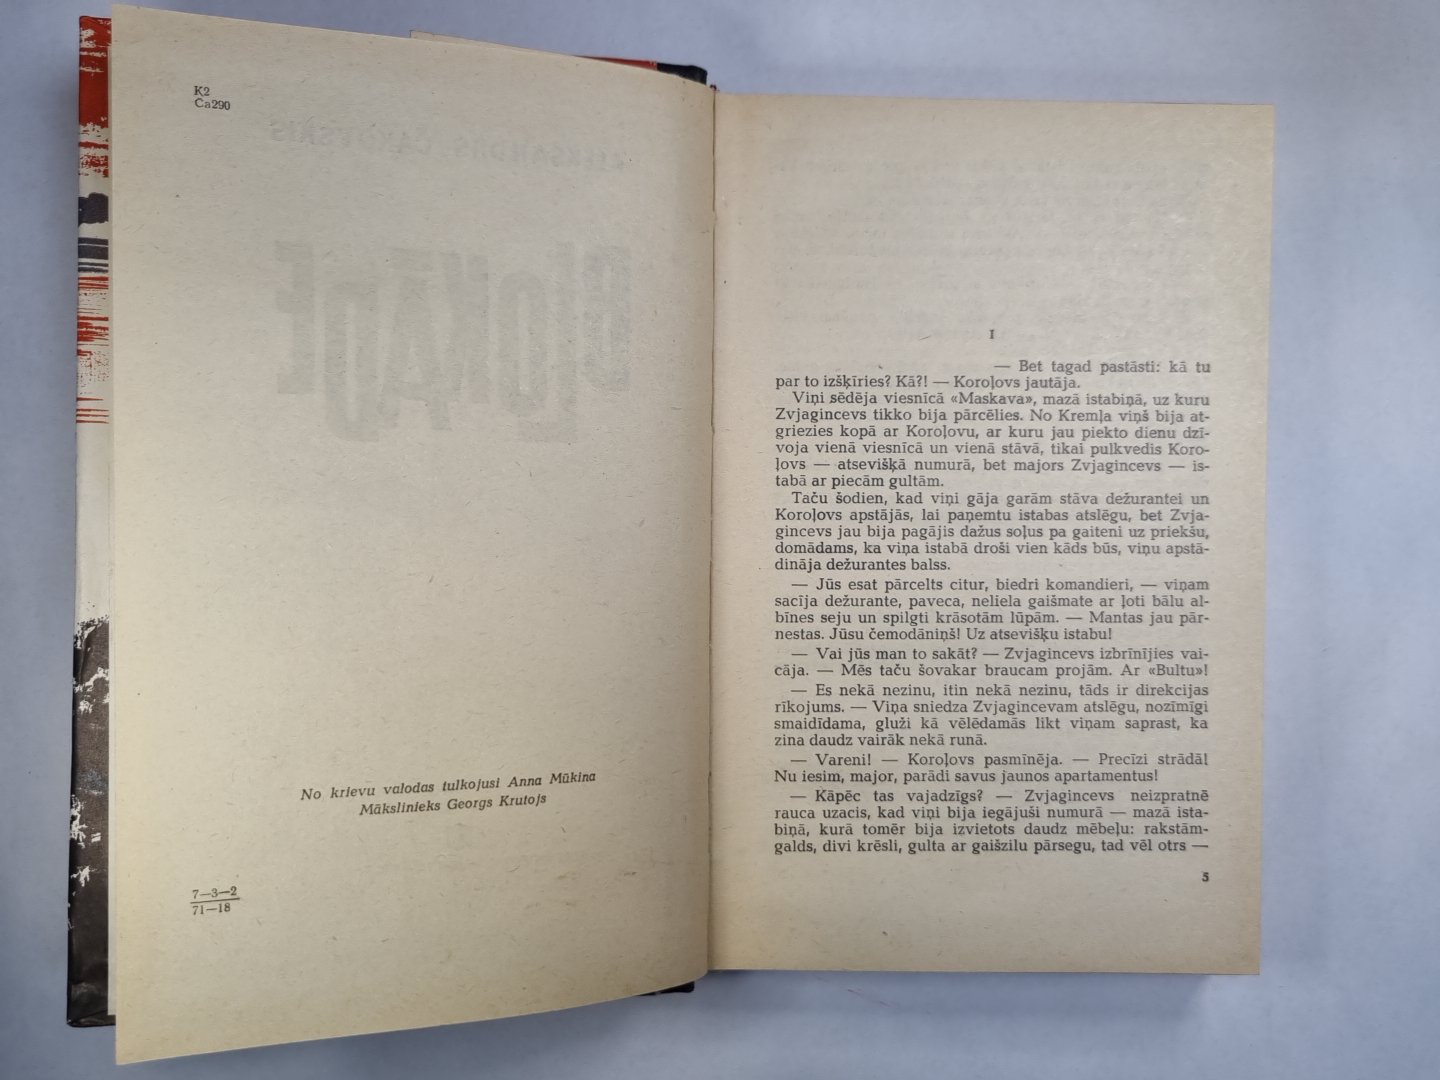 K2
Ca290
No krievu valodas tulkojusi Anna Mūkina
Mākslinieks Georgs Krutojs
7—3—2
71—18
I
— Bet tagad pastāsti: kā tu
par to izšķīries? Kā?! — Koroļovs jautāja.
Viņi sēdēja viesnīcā «Maskava», mazā istabiņā, uz kuru
Zvjagincevs tikko bija pārcēlies. No Kremļa viņš bija at-
griezies kopā ar Koroļovu, ar kuru jau piekto dienu dzī-
voja vienā viesnīcā un vienā stāvā, tikai pulkvedis Koro-
ļovs — atsevišķā numurā, bet majors Zvjagincevs — is-
tabā ar piecām gultām.
Taču šodien, kad viņi gāja garām stāva dežurantei un
Koroļovs apstājās, lai paņemtu istabas atslēgu, bet Zvja-
gincevs jau bija pagājis dažus soļus pa gaiteni uz priekšu,
domādams, ka viņa istabā droši vien kāds būs, viņu apstā-
dināja dežurantes balss.
— Jūs esat pārcelts citur, biedri komandieri, — viņam
sacīja dežurante, paveca, neliela gaišmate ar ļoti bālu al-
bīnes seju un spilgti krāsotām lūpām. — Mantas jau pār-
nestas. Jūsu čemodāniņš! Uz atsevišķu istabu!
— Vai jūs man to sakāt? — Zvjagincevs izbrīnījies vai-
cāja. — Mēs taču šovakar braucam projām. Ar «Bultu»!
— Es nekā nezinu, itin nekā nezinu, tāds ir direkcijas
rīkojums. — Viņa sniedza Zvjagincevam atslēgu, nozīmīgi
smaidīdama, gluži kā vēlēdamās likt viņam saprast, ka
zina daudz vairāk nekā runā.
— Vareni! — Koroļovs pasmīnēja. — Precīzi strādā!
Nu iesim, major, parādi savus jaunos apartamentus!
— Kāpēc tas vajadzīgs? — Zvjagincevs neizpratnē
rauca uzacis, kad viņi bija iegājuši numurā — mazā ista-
biņā, kurā tomēr bija izvietots daudz mēbeļu: rakstām-
galds, divi krēsli, gulta ar gaišzilu pārsegu, tad vēl otrs —
5